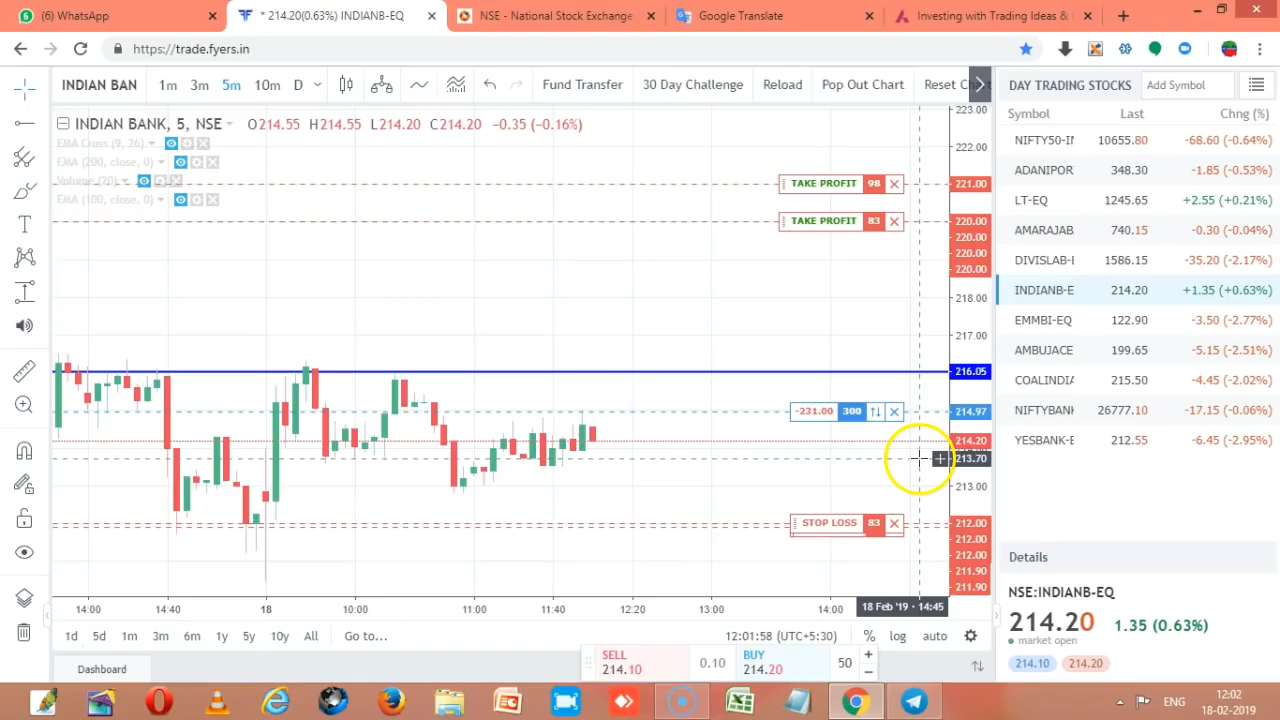 (6) WhatsApp
* 214.20(0.63%) INDIANB-EQ
NSE - National Stock Exchange
Google Translate
Investing with Trading Ideas &
https://trade.fyers.in
INDIAN BAN
1m 3m 5m 10m D
Fund Transfer
30 Day Challenge
Reload
Pop Out Chart
Reset Ch
DAY TRADING STOCKS
Add Symbol
INDIAN BANK, 5, NSE O214.55 H214.55 L214.20 C214.20 −0.35 (−0.16%)
EMA Cross (9, 26)
EMA (200, close, 0)
Volume (20)
EMA (100, close, 0)
TAKE PROFIT 98
TAKE PROFIT 83
-231.00 300
STOP LOSS 83
223.00
222.00
221.00
220.00
220.00
220.00
218.00
217.00
216.05
214.97
214.20
213.70
213.00
212.00
212.00
212.00
211.90
211.90
14:00 14:40 18 10:00 11:00 11:40 12:20 13:00 14:00 18 Feb '19 - 14:45
1d 5d 1m 3m 6m 1y 5y 10y All Go to...
12:01:58 (UTC+5:30) % log auto
Dashboard
SELL
214.10
0.10
BUY
214.20
50
Symbol Last Chng (%)
NIFTY50-IN 10655.80 -68.60 (-0.64%)
ADANIPOR 348.30 -1.85 (-0.53%)
LT-EQ 1245.65 +2.55 (+0.21%)
AMARAJAB 740.15 -0.30 (-0.04%)
DIVISLAB-E 1586.15 -35.20 (-2.17%)
INDIANB-E 214.20 +1.35 (+0.63%)
EMMBI-EQ 122.90 -3.50 (-2.77%)
AMBUJACE 199.65 -5.15 (-2.51%)
COALINDIA 215.50 -4.45 (-2.02%)
NIFTYBANK 26777.10 -17.15 (-0.06%)
YESBANK-E 212.55 -6.45 (-2.95%)
Details
NSE:INDIANB-EQ
214.20 1.35 (0.63%)
market open
214.10 214.20
ENG
12:02
18-02-2019